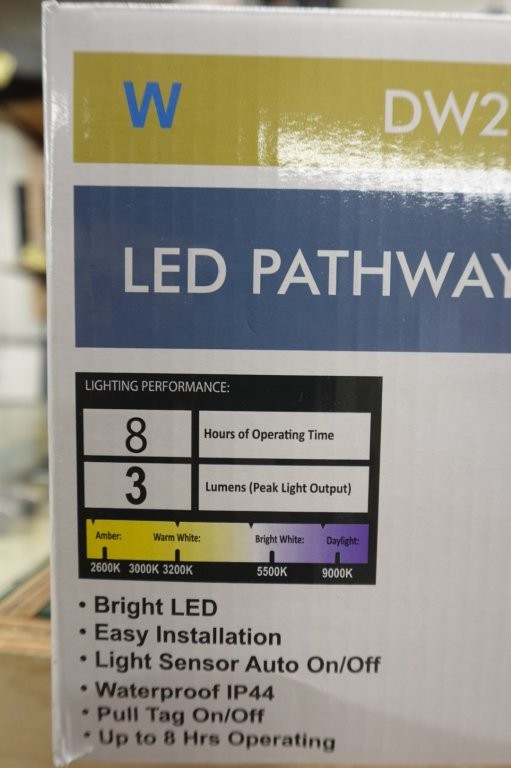 W
DW2
LED PATHWAY
LIGHTING PERFORMANCE:
8 Hours of Operating Time
3 Lumens (Peak Light Output)
Amber: Warm White: Bright White: Daylight:
2600K 3000K 3200K 5500K 9000K
• Bright LED
• Easy Installation
• Light Sensor Auto On/Off
• Waterproof IP44
• Pull Tag On/Off
• Up to 8 Hrs Operating